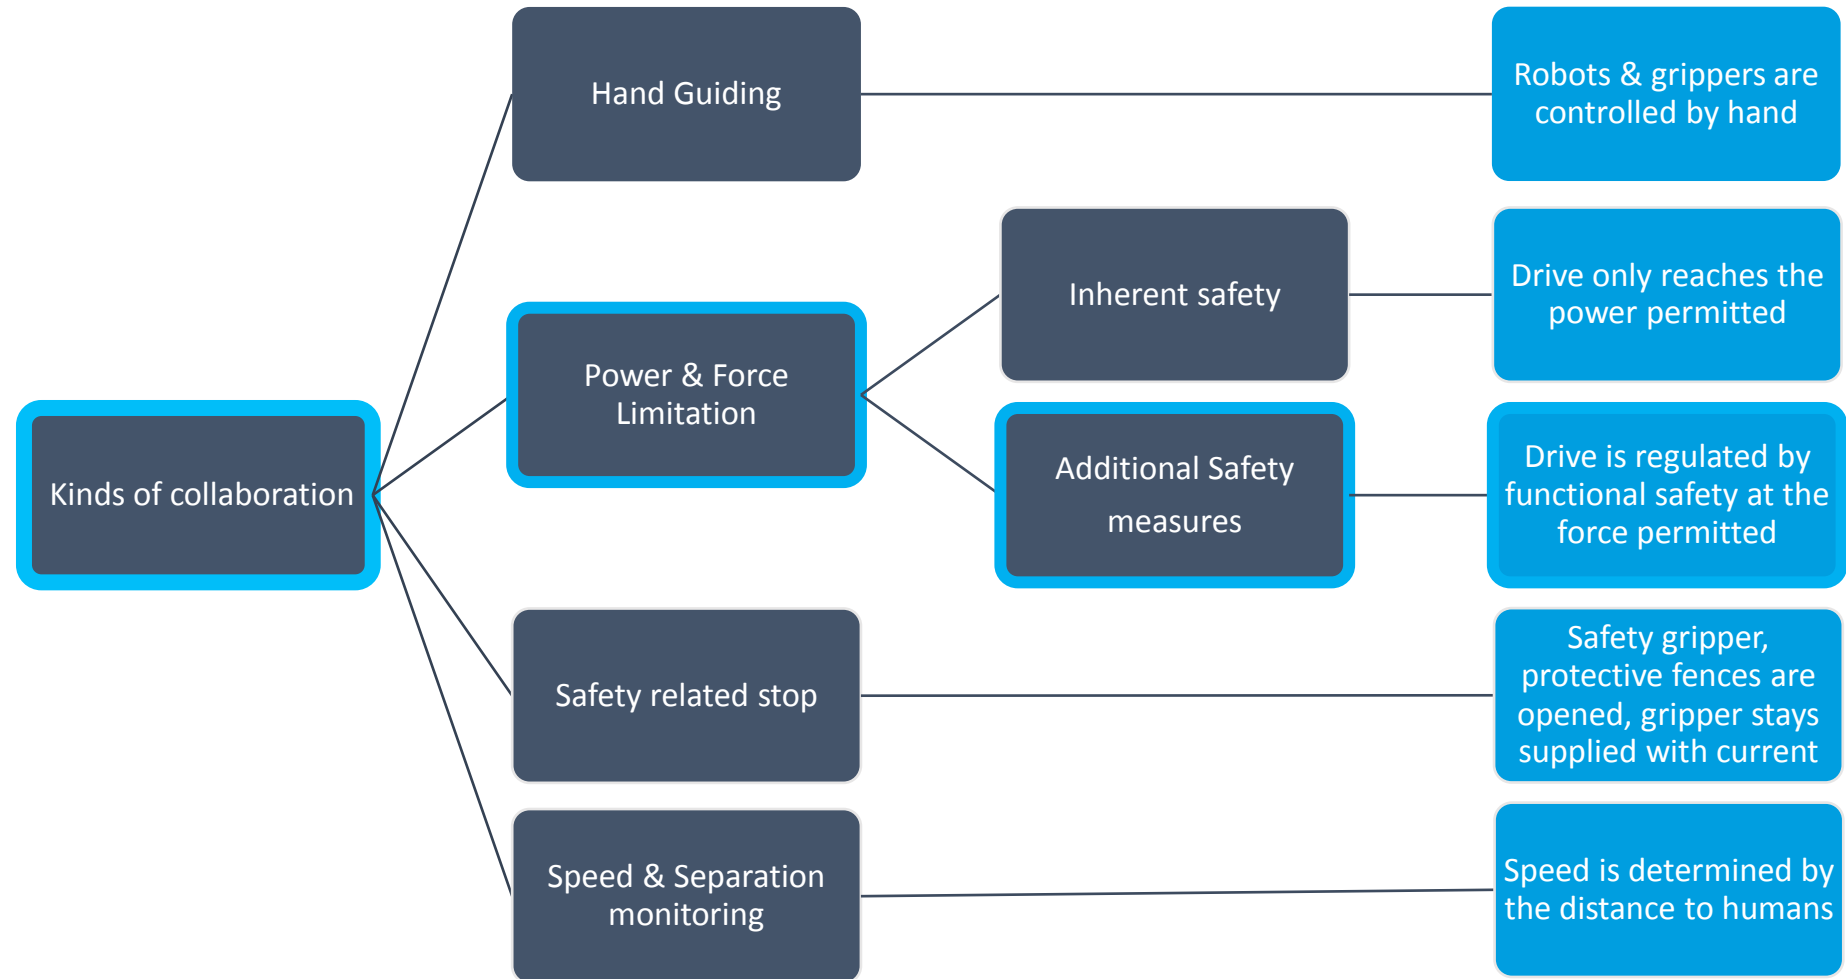 Hand Guiding
Robots & grippers are
controlled by hand
Inherent safety
Drive only reaches the
power permitted
Power & Force
Limitation
Kinds of collaboration
Additional Safety
measures
Drive is regulated by
functional safety at the
force permitted
Safety related stop
Safety gripper,
protective fences are
opened, gripper stays
supplied with current
Speed & Separation
monitoring
Speed is determined by
the distance to humans